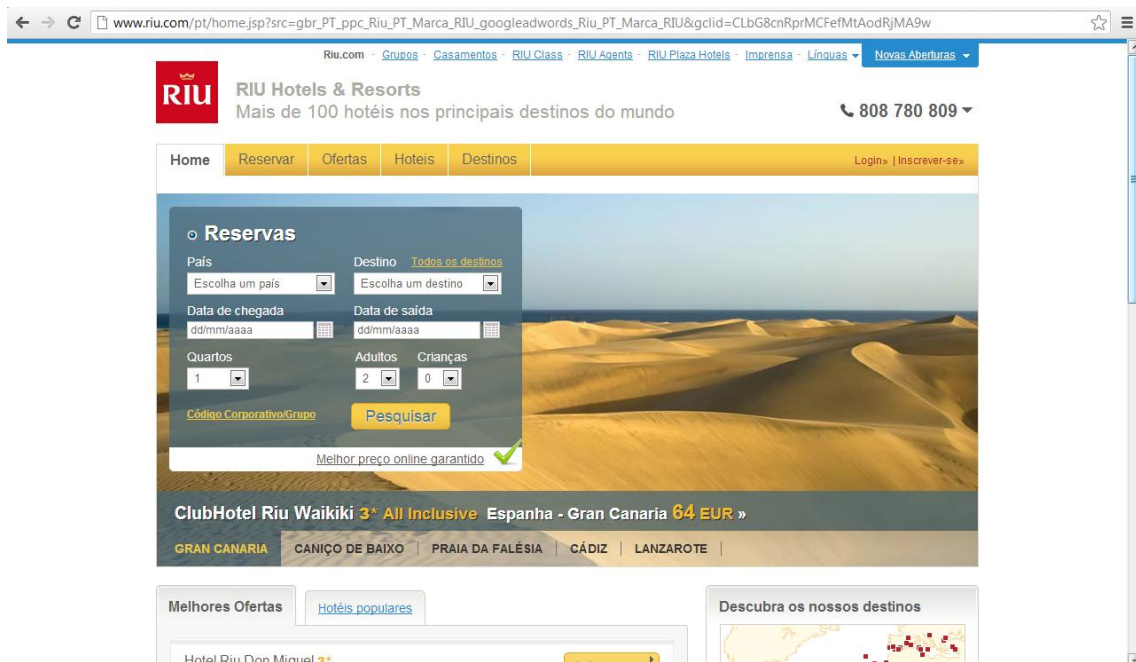 www.riu.com/pt/home.jsp?src=gbr_PT_ppc_Riu_PT_Marca_RIU_googleadwords_Riu_PT_Marca_RIU&gclid=CLbG8cnRprMCFefMtAodRjMA9w
Riu.com - Grupos - Casamentos - RIU Class - RIU Agents - RIU Plaza Hotels - Imprensa - Línguas Novas Aberturas
RIU
RIU Hotels & Resorts
Mais de 100 hotéis nos principais destinos do mundo
808 780 809
Home Reservar Ofertas Hoteis Destinos Login» | Inscrever-se»
Reservas
País Destino Todos os destinos
Escolha um país Escolha um destino
Data de chegada Data de saída
dd/mm/aaaa dd/mm/aaaa
Quartos Adultos Crianças
1 2 0
Código Corporativo/Grupo Pesquisar
Melhor preço online garantido
ClubHotel Riu Waikiki 3* All Inclusive Espanha - Gran Canaria 64 EUR »
GRAN CANARIA CANIÇO DE BAIXO | PRAIA DA FALÉSIA | CÁDIZ | LANZAROTE |
Melhores Ofertas Hotéis populares Descubra os nossos destinos
Hotel Riu Don Miguel 3*